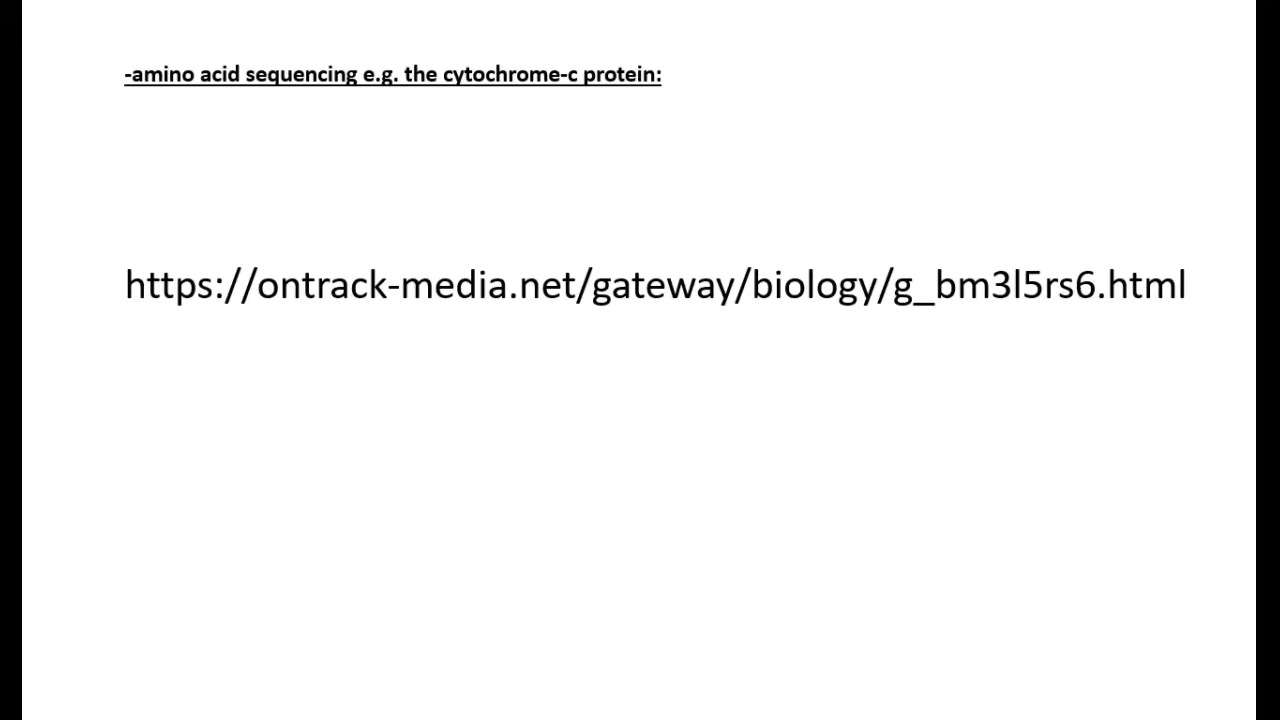 -amino acid sequencing e.g. the cytochrome-c protein:
https://ontrack-media.net/gateway/biology/g_bm3l5rs6.html